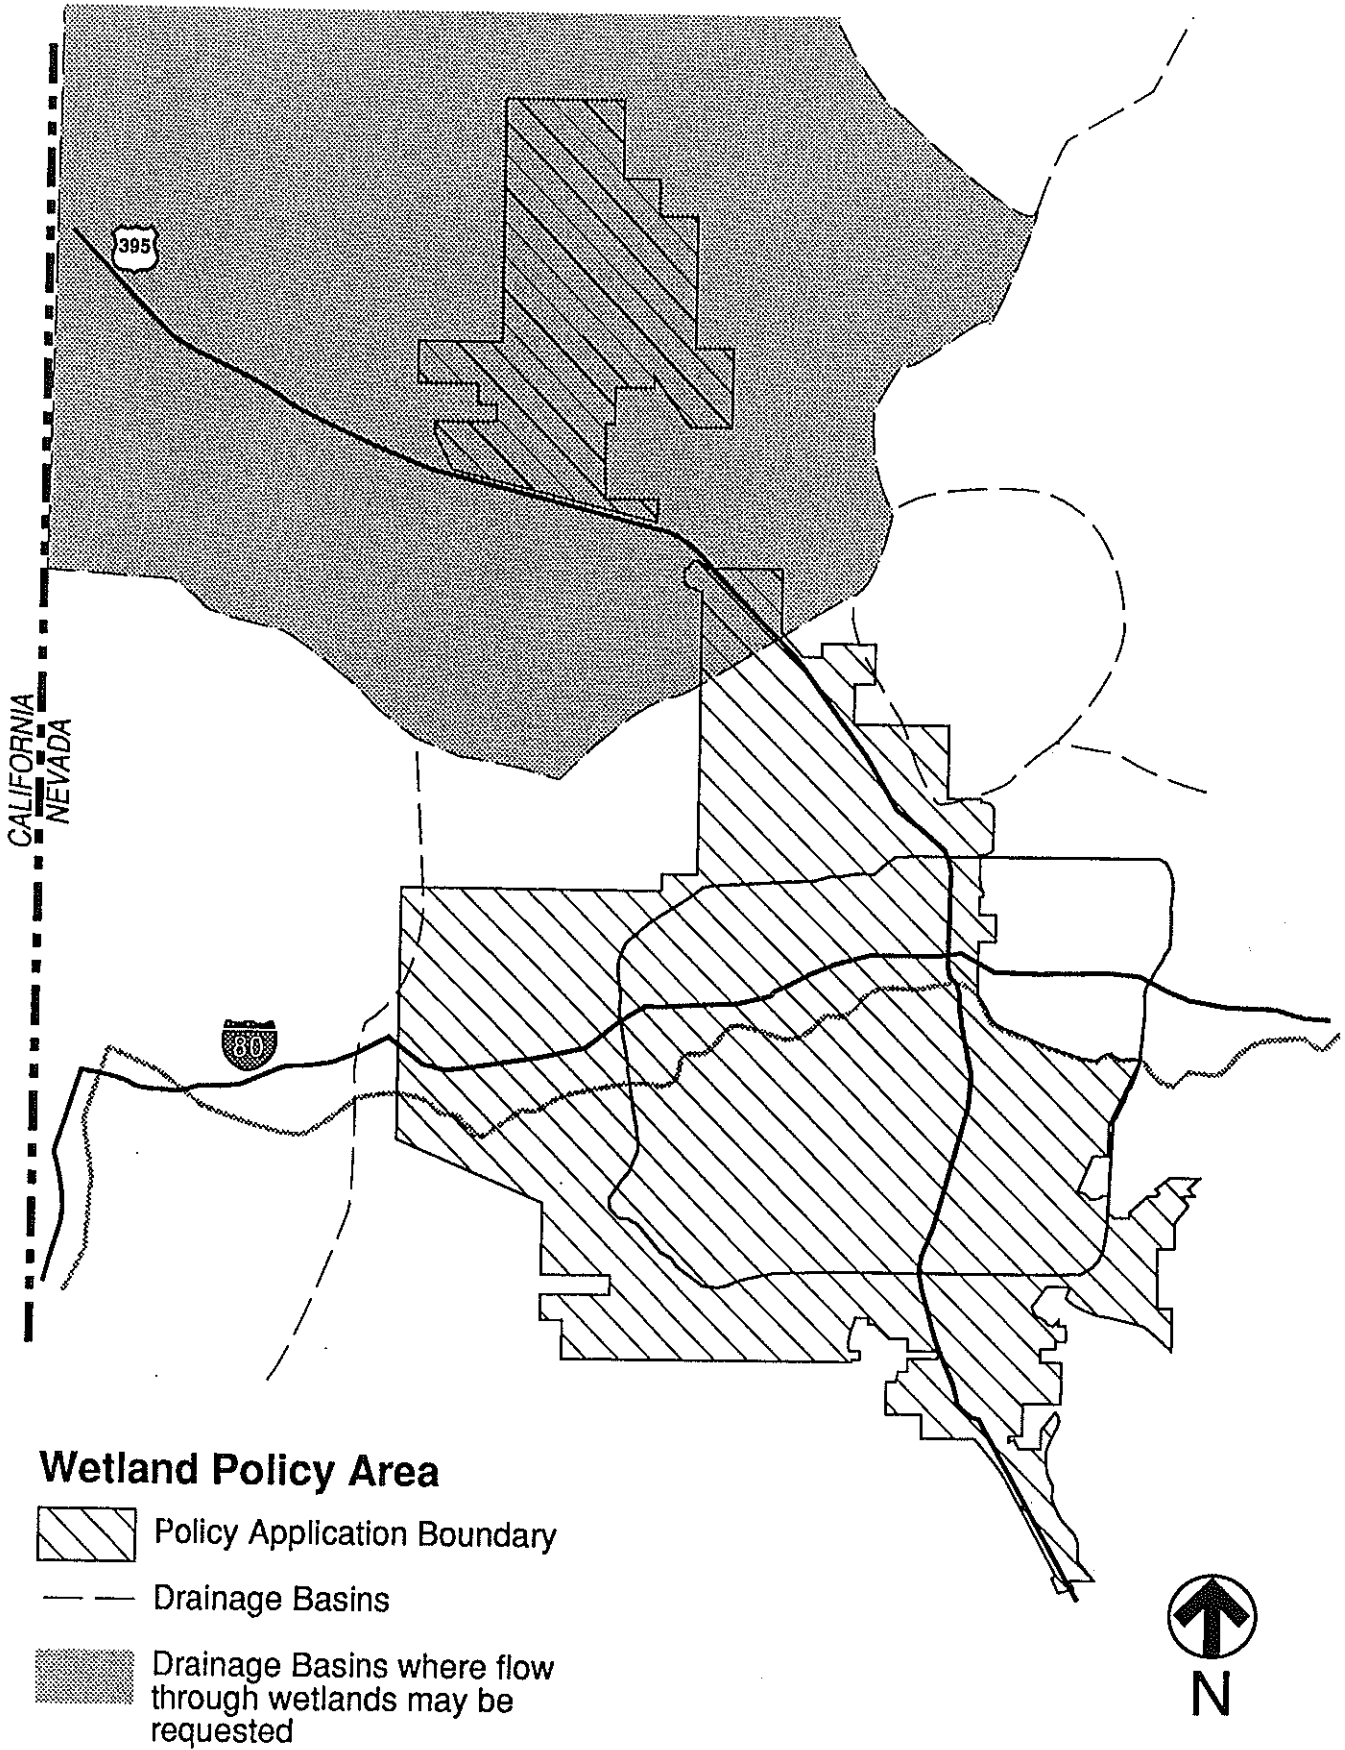 395
CALIFORNIA
NEVADA
80
Wetland Policy Area
Policy Application Boundary
Drainage Basins
Drainage Basins where flow
through wetlands may be
requested
N